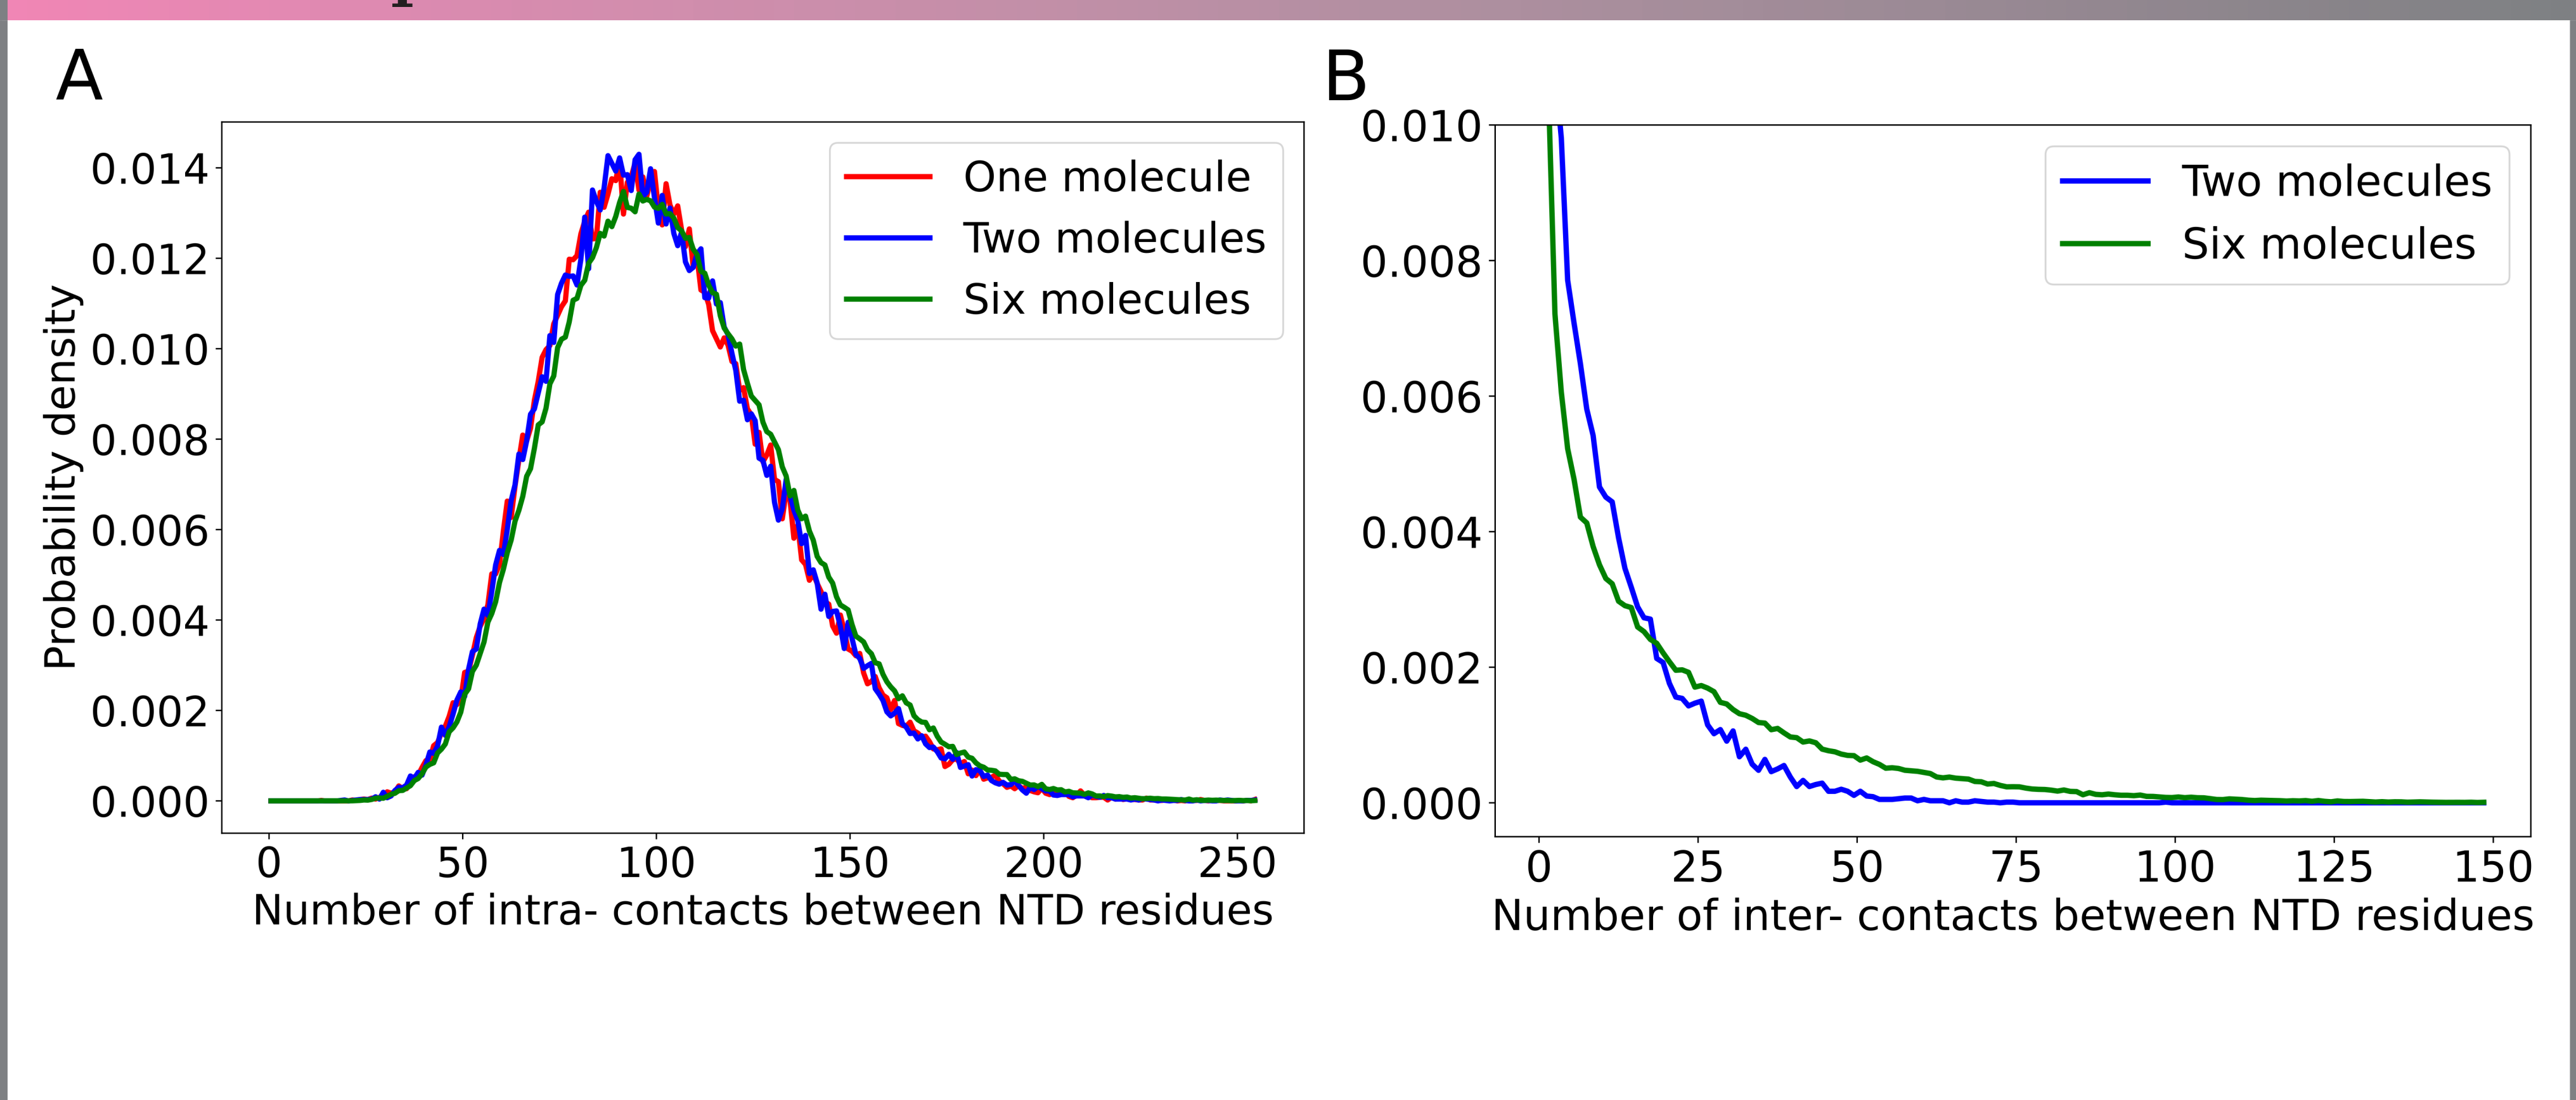 A
B
Probability density
0.014
0.012
0.010
0.008
0.006
0.004
0.002
0.000
One molecule
Two molecules
Six molecules
0 50 100 150 200 250
Number of intra- contacts between NTD residues
0.010
0.008
0.006
0.004
0.002
0.000
Two molecules
Six molecules
0 25 50 75 100 125 150
Number of inter- contacts between NTD residues